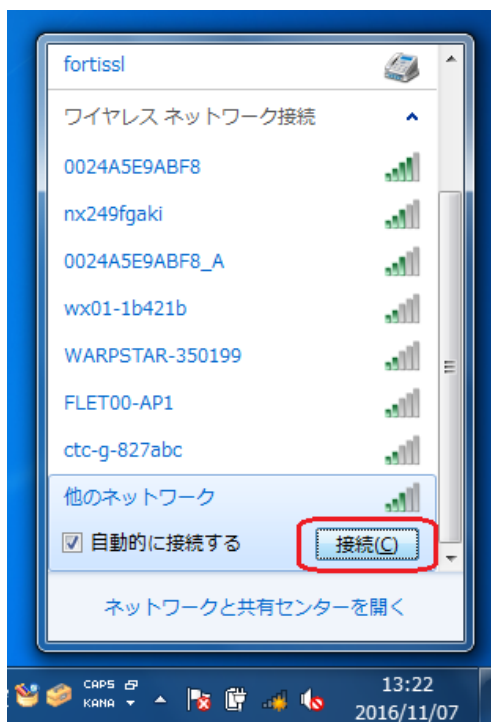 fortissl
ワイヤレス ネットワーク接続
0024A5E9ABF8
nx249fgaki
0024A5E9ABF8_A
wx01-1b421b
WARPSTAR-350199
FLET00-AP1
ctc-g-827abc
他のネットワーク
自動的に接続する 接続(C)
ネットワークと共有センターを開く
CAPS
KANA
13:22
2016/11/07